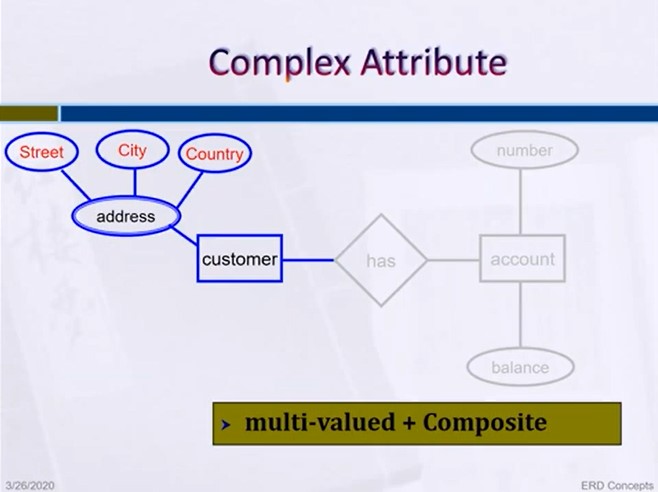 Complex Attribute
Street
City
Country
number
address
customer
has
account
balance
➤ multi-valued + Composite
3/26/2020
ERD Concepts